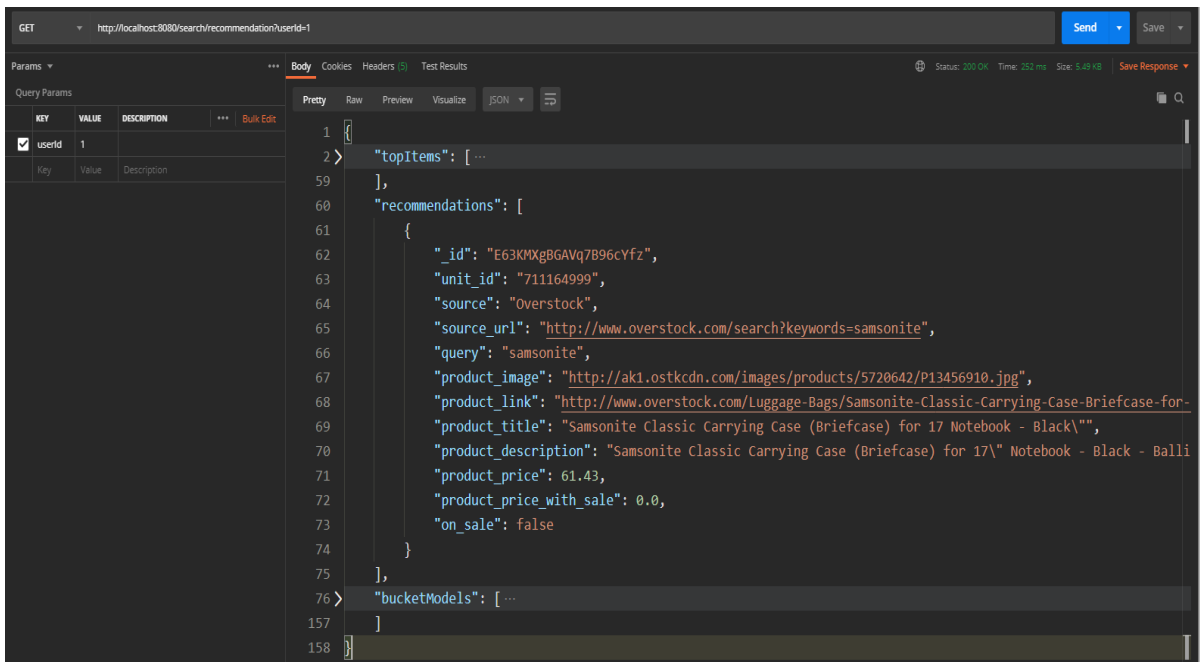 GET http://localhost:8080/search/recommendation?userId=1 Send Save
Params ··· Body Cookies Headers (5) Test Results Status: 200 OK Time: 252 ms Size: 5.49 KB Save Response
Query Params
Pretty Raw Preview Visualize JSON
KEY VALUE DESCRIPTION ··· Bulk Edit
userId 1
Key Value Description
1 {
2 "topItems": [ ···
59 ],
60 "recommendations": [
61 {
62 "_id": "E63KMXgBGAVq7B96cYfz",
63 "unit_id": "711164999",
64 "source": "Overstock",
65 "source_url": "http://www.overstock.com/search?keywords=samsonite",
66 "query": "samsonite",
67 "product_image": "http://ak1.ostkcdn.com/images/products/5720642/P13456910.jpg",
68 "product_link": "http://www.overstock.com/Luggage-Bags/Samsonite-Classic-Carrying-Case-Briefcase-for-
69 "product_title": "Samsonite Classic Carrying Case (Briefcase) for 17 Notebook - Black\"",
70 "product_description": "Samsonite Classic Carrying Case (Briefcase) for 17\" Notebook - Black - Balli
71 "product_price": 61.43,
72 "product_price_with_sale": 0.0,
73 "on_sale": false
74 }
75 ],
76 "bucketModels": [ ···
157 ]
158 }